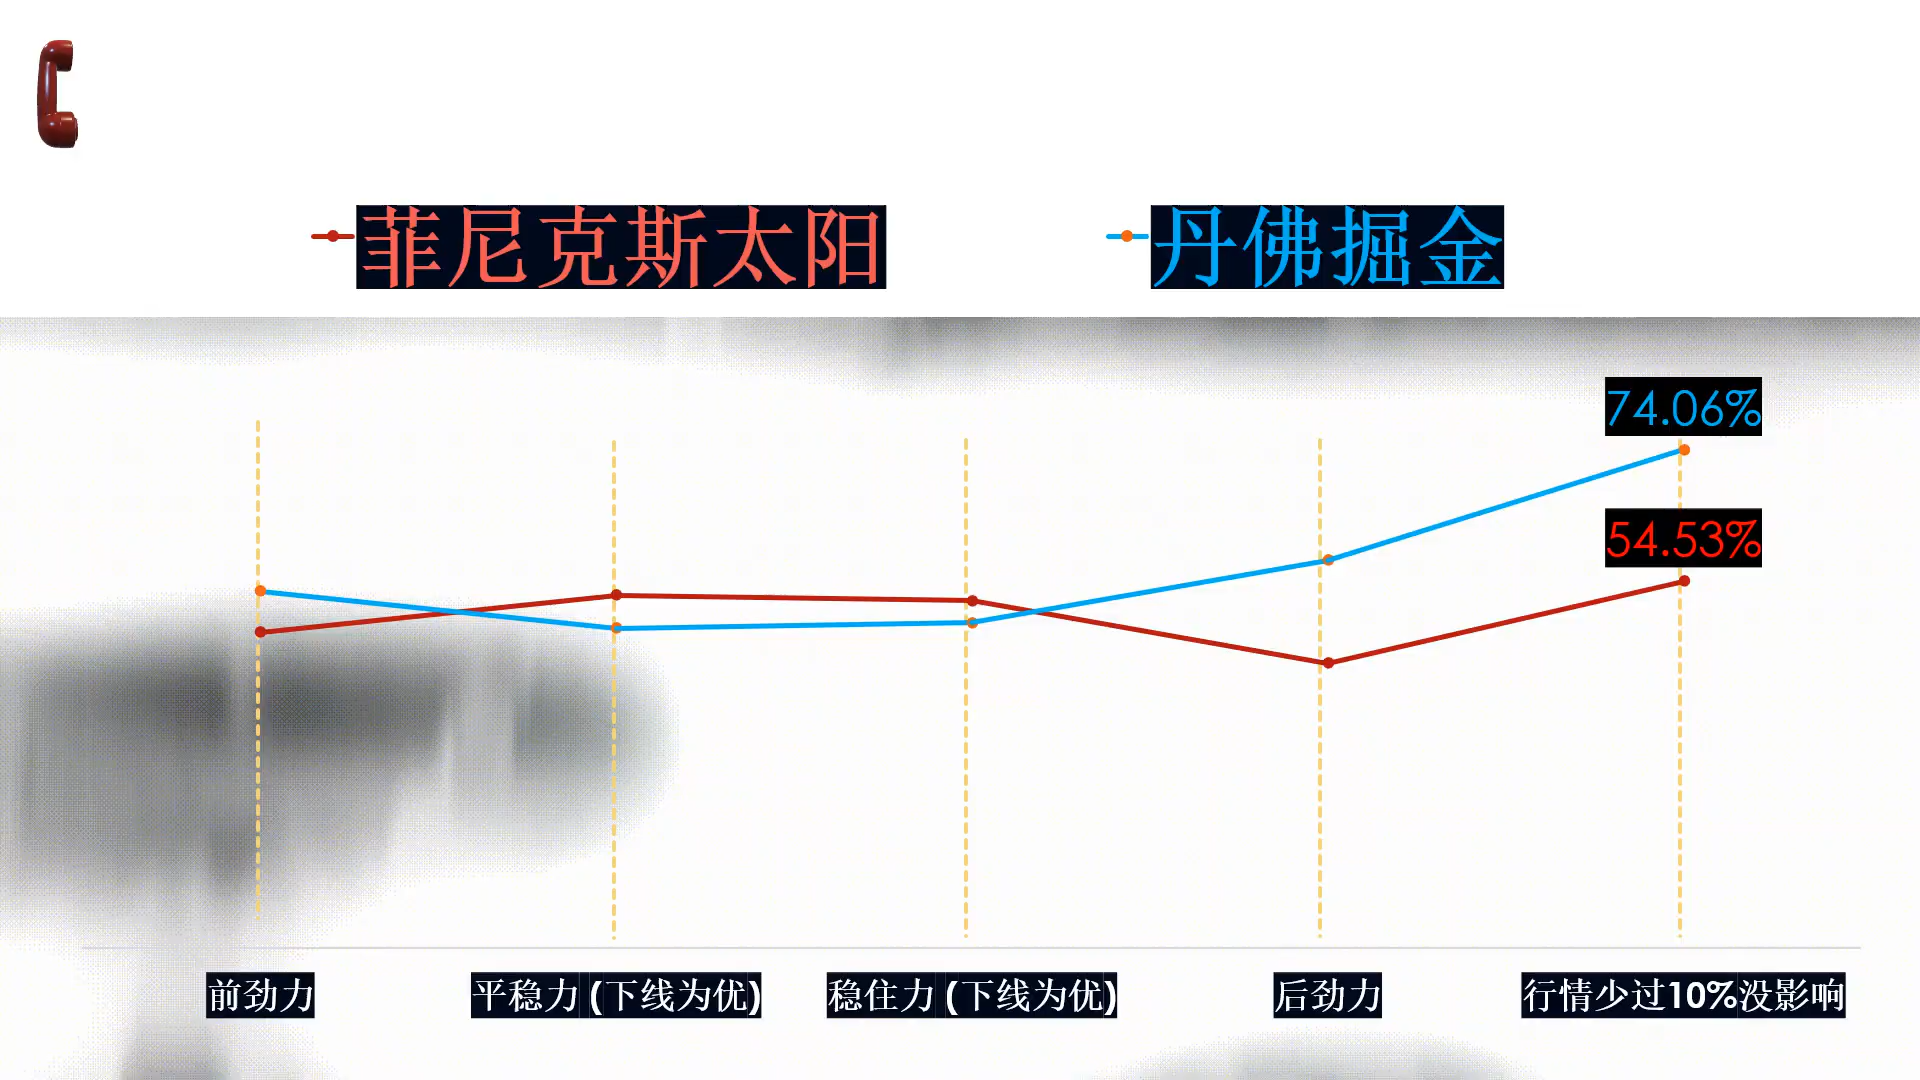 菲尼克斯太阳
丹佛掘金
74.06%
54.53%
前劲力
平稳力 (下线为优)
稳住力 (下线为优)
后劲力
行情少过10%没影响